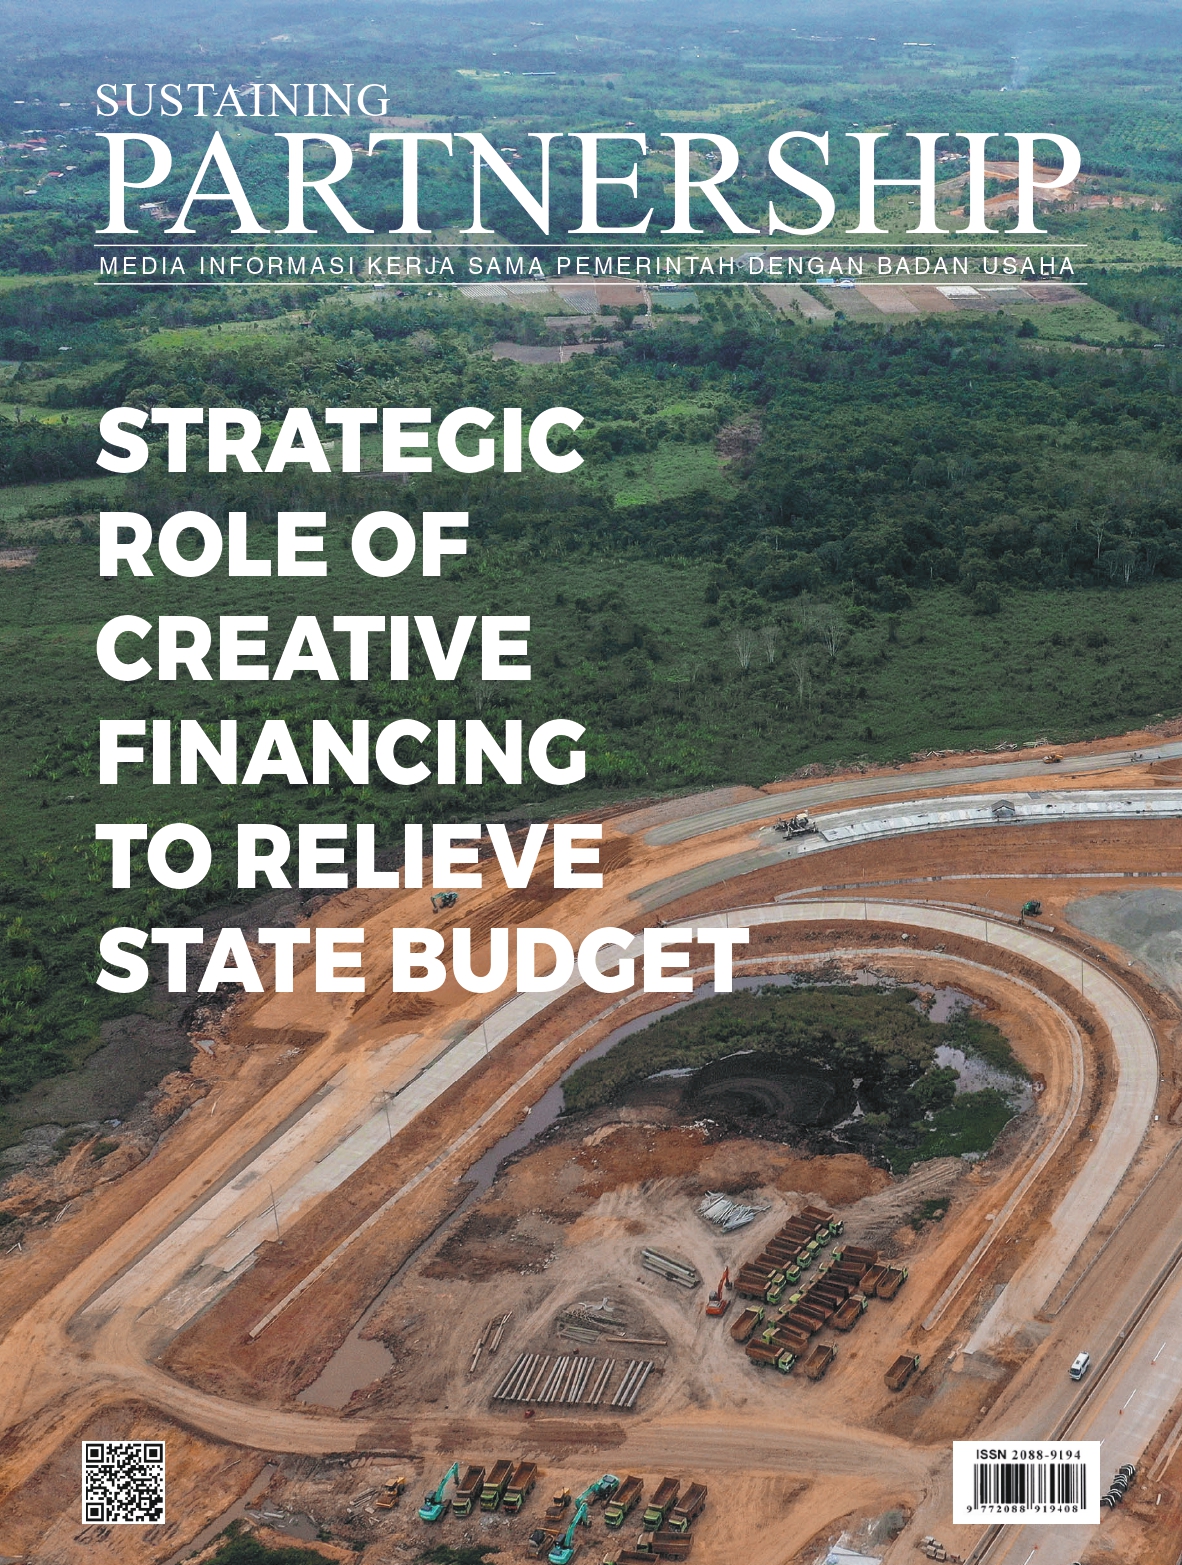 SUSTAINING
PARTNERSHIP
MEDIA INFORMASI KERJA SAMA PEMERINTAH DENGAN BADAN USAHA
STRATEGIC
ROLE OF
CREATIVE
FINANCING
TO RELIEVE
STATE BUDGET
ISSN 2088-9194
9 772088 919408